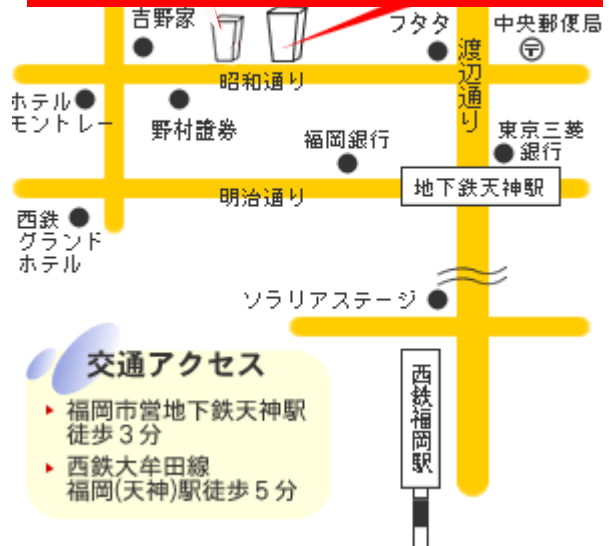 吉野家
フタタ
中央郵便局
〒
渡辺通り
昭和通り
ホテル
モントレー
野村證券
福岡銀行
東京三菱
銀行
地下鉄天神駅
明治通り
西鉄
グランド
ホテル
ソラリアステージ
交通アクセス
福岡市営地下鉄天神駅
徒歩3分
西鉄大牟田線
福岡(天神)駅徒歩5分
西鉄福岡駅